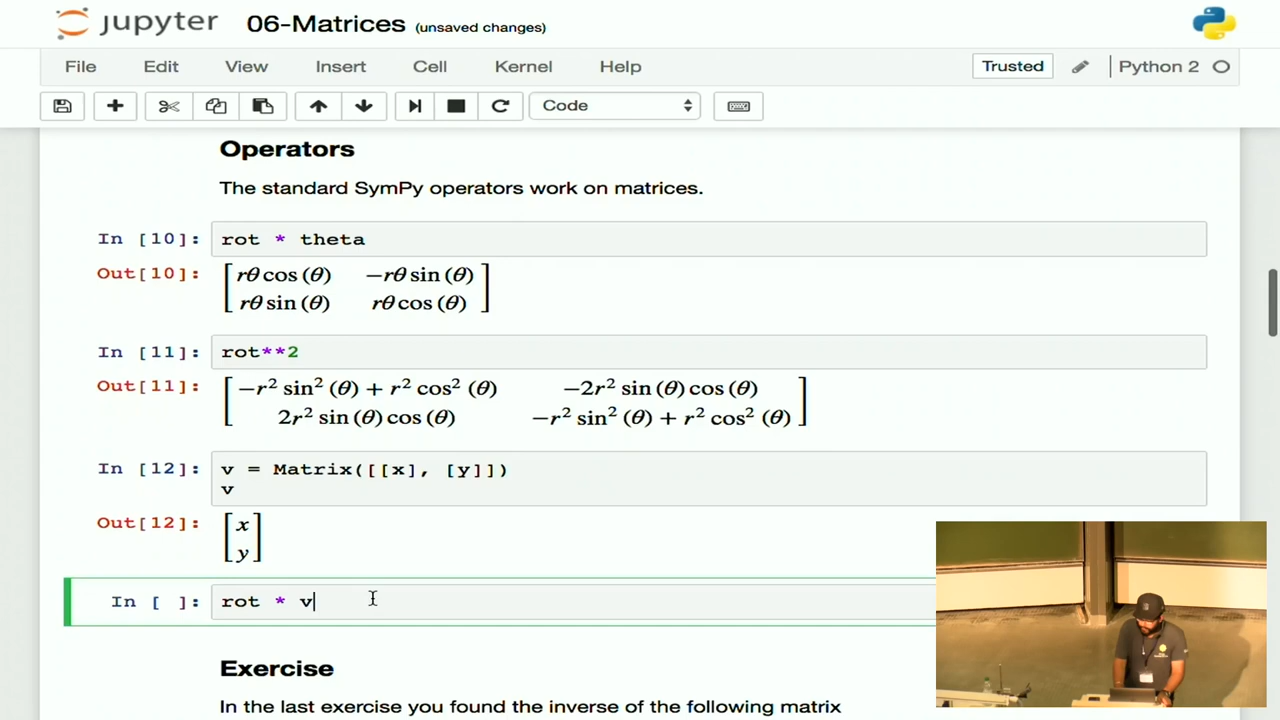 jupyter 06-Matrices (unsaved changes)
File Edit View Insert Cell Kernel Help Trusted Python 2
Code
Operators
The standard SymPy operators work on matrices.
In [10]: rot * theta
Out[10]: [ rθ cos (θ) −rθ sin (θ)
rθ sin (θ) rθ cos (θ) ]
In [11]: rot**2
Out[11]: [ −r² sin² (θ) + r² cos² (θ) −2r² sin (θ) cos (θ)
2r² sin (θ) cos (θ) −r² sin² (θ) + r² cos² (θ) ]
In [12]: v = Matrix([[x], [y]])
v
Out[12]: [ x
y ]
In [ ]: rot * v
Exercise
In the last exercise you found the inverse of the following matrix